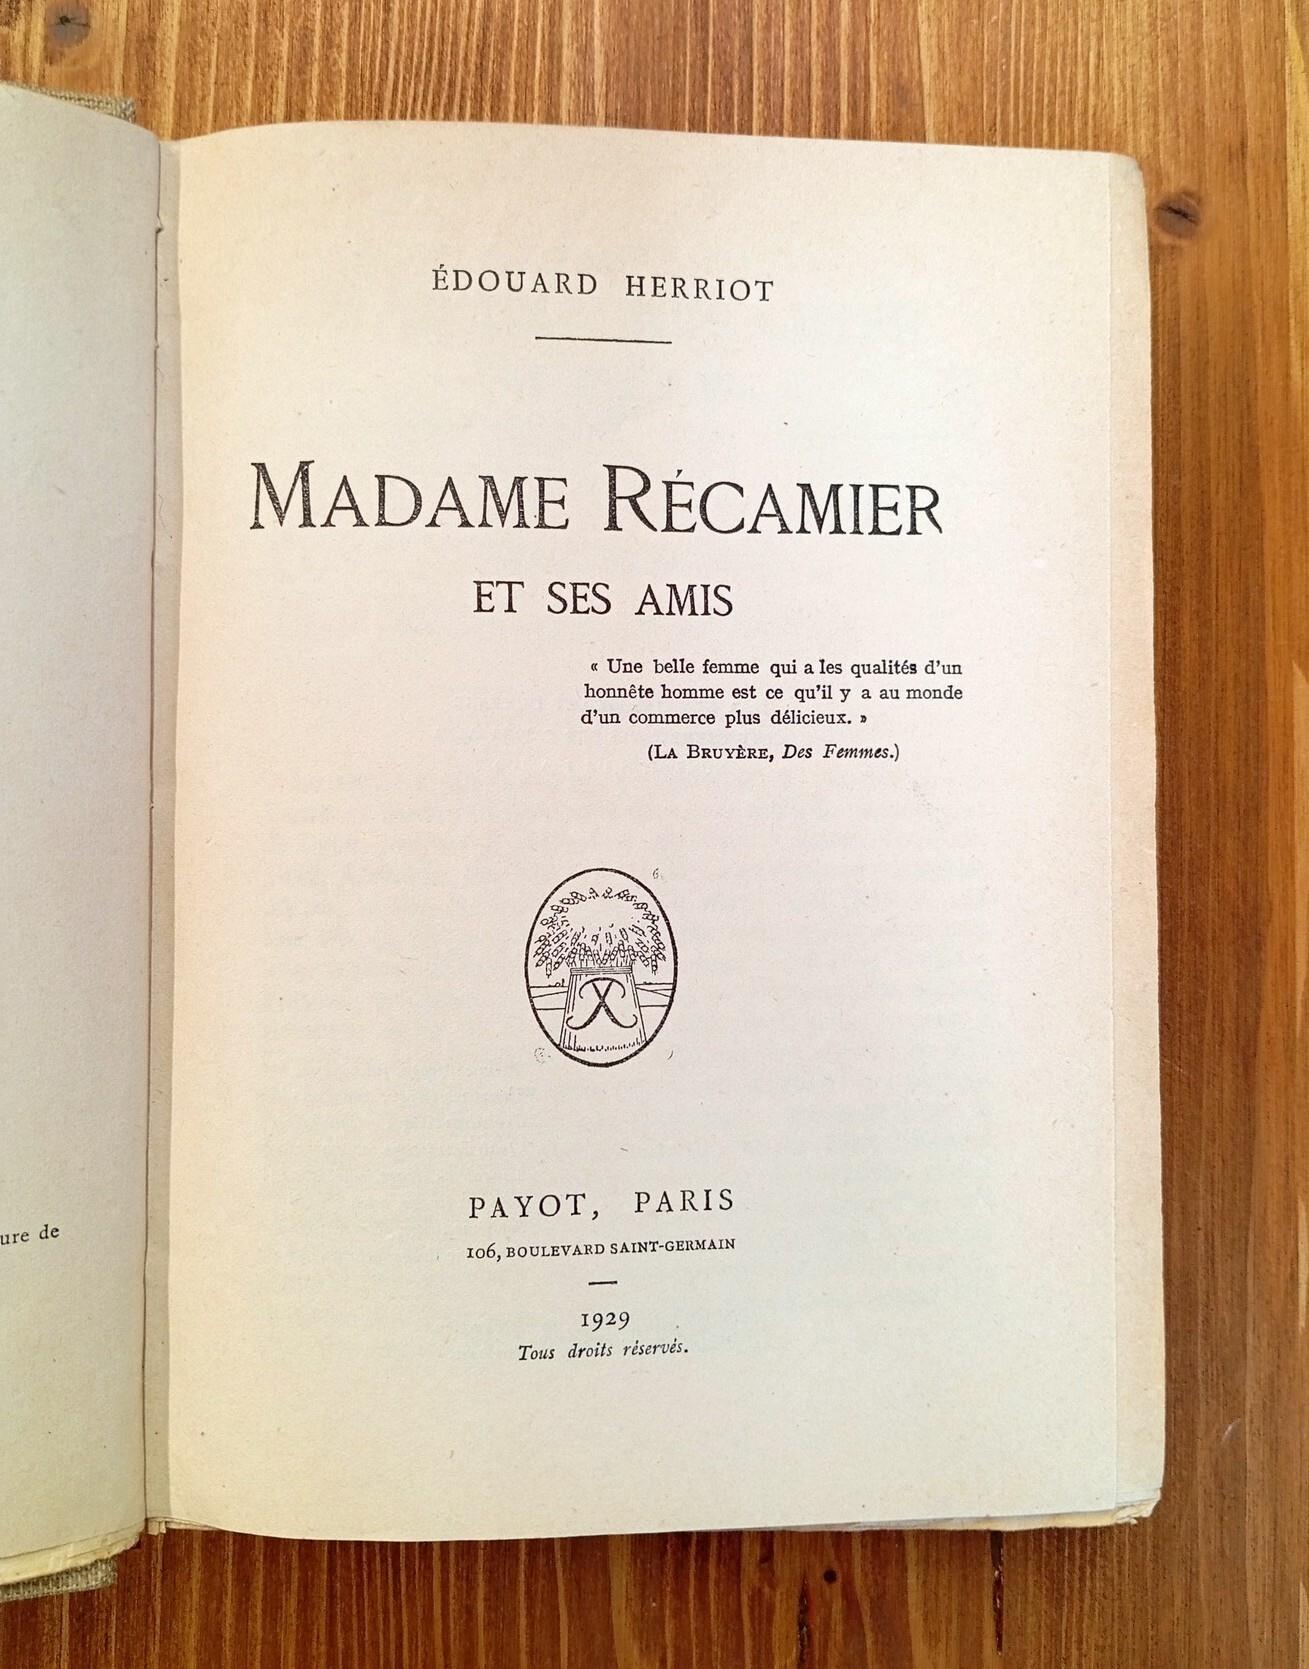 ÉDOUARD HERRIOT
MADAME RÉCAMIER
ET SES AMIS
« Une belle femme qui a les qualités d'un
honnête homme est ce qu'il y a au monde
d'un commerce plus délicieux. »
(LA BRUYÈRE, Des Femmes.)
PAYOT, PARIS
106, BOULEVARD SAINT-GERMAIN
1929
Tous droits réservés.
ure de